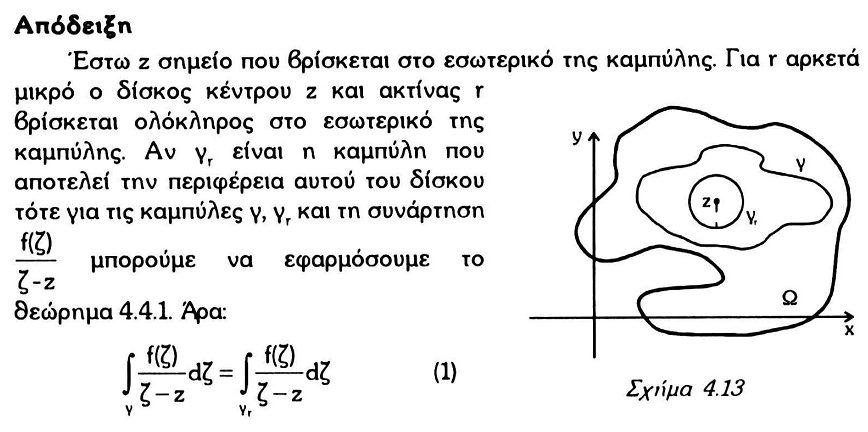 Απόδειξη
Έστω z σημείο που βρίσκεται στο εσωτερικό της καμπύλης. Για r αρκετά
μικρό ο δίσκος κέντρου z και ακτίνας r
βρίσκεται ολόκληρος στο εσωτερικό της
καμπύλης. Αν γ_r είναι η καμπύλη που
αποτελεί την περιφέρεια αυτού του δίσκου
τότε για τις καμπύλες γ, γ_r και τη συνάρτηση
f(ζ)
ζ-z μπορούμε να εφαρμόσουμε το
θεώρημα 4.4.1. Άρα:
∫_γ f(ζ)/(ζ-z) dζ = ∫_γ_r f(ζ)/(ζ-z) dζ (1)
y
γ
z
γ_r
Ω
x
Σχήμα 4.13